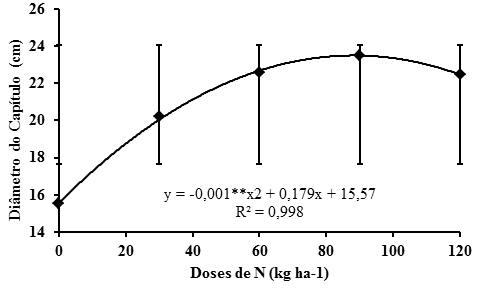 26
24
22
20
18
16
14
Diâmetro do Capítulo (cm)
y = -0,001**x2 + 0,179x + 15,57
R² = 0,998
0 20 40 60 80 100 120
Doses de N (kg ha-1)